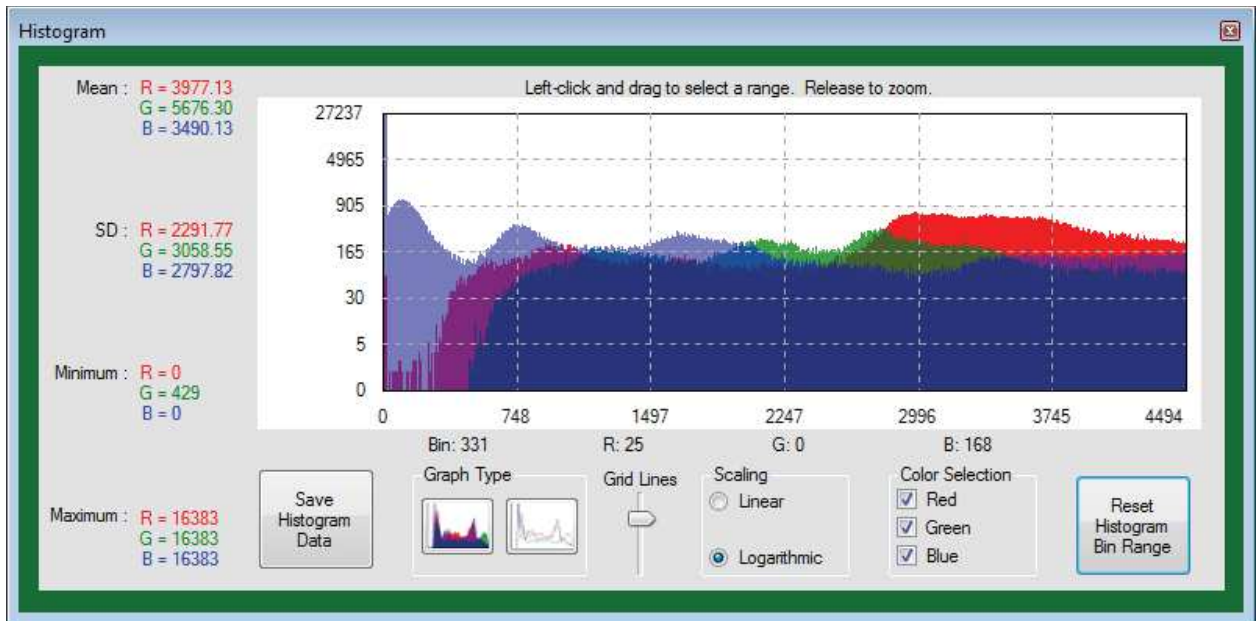 Histogram
Mean : R = 3977.13
G = 5676.30
B = 3490.13
SD : R = 2291.77
G = 3058.55
B = 2797.82
Minimum : R = 0
G = 429
B = 0
Maximum : R = 16383
G = 16383
B = 16383
Left-click and drag to select a range. Release to zoom.
27237
4965
905
165
30
5
0
0 748 1497 2247 2996 3745 4494
Bin: 331 R: 25 G: 0 B: 168
Save
Histogram
Data
Graph Type
Grid Lines
Scaling
Linear
Logarithmic
Color Selection
Red
Green
Blue
Reset
Histogram
Bin Range